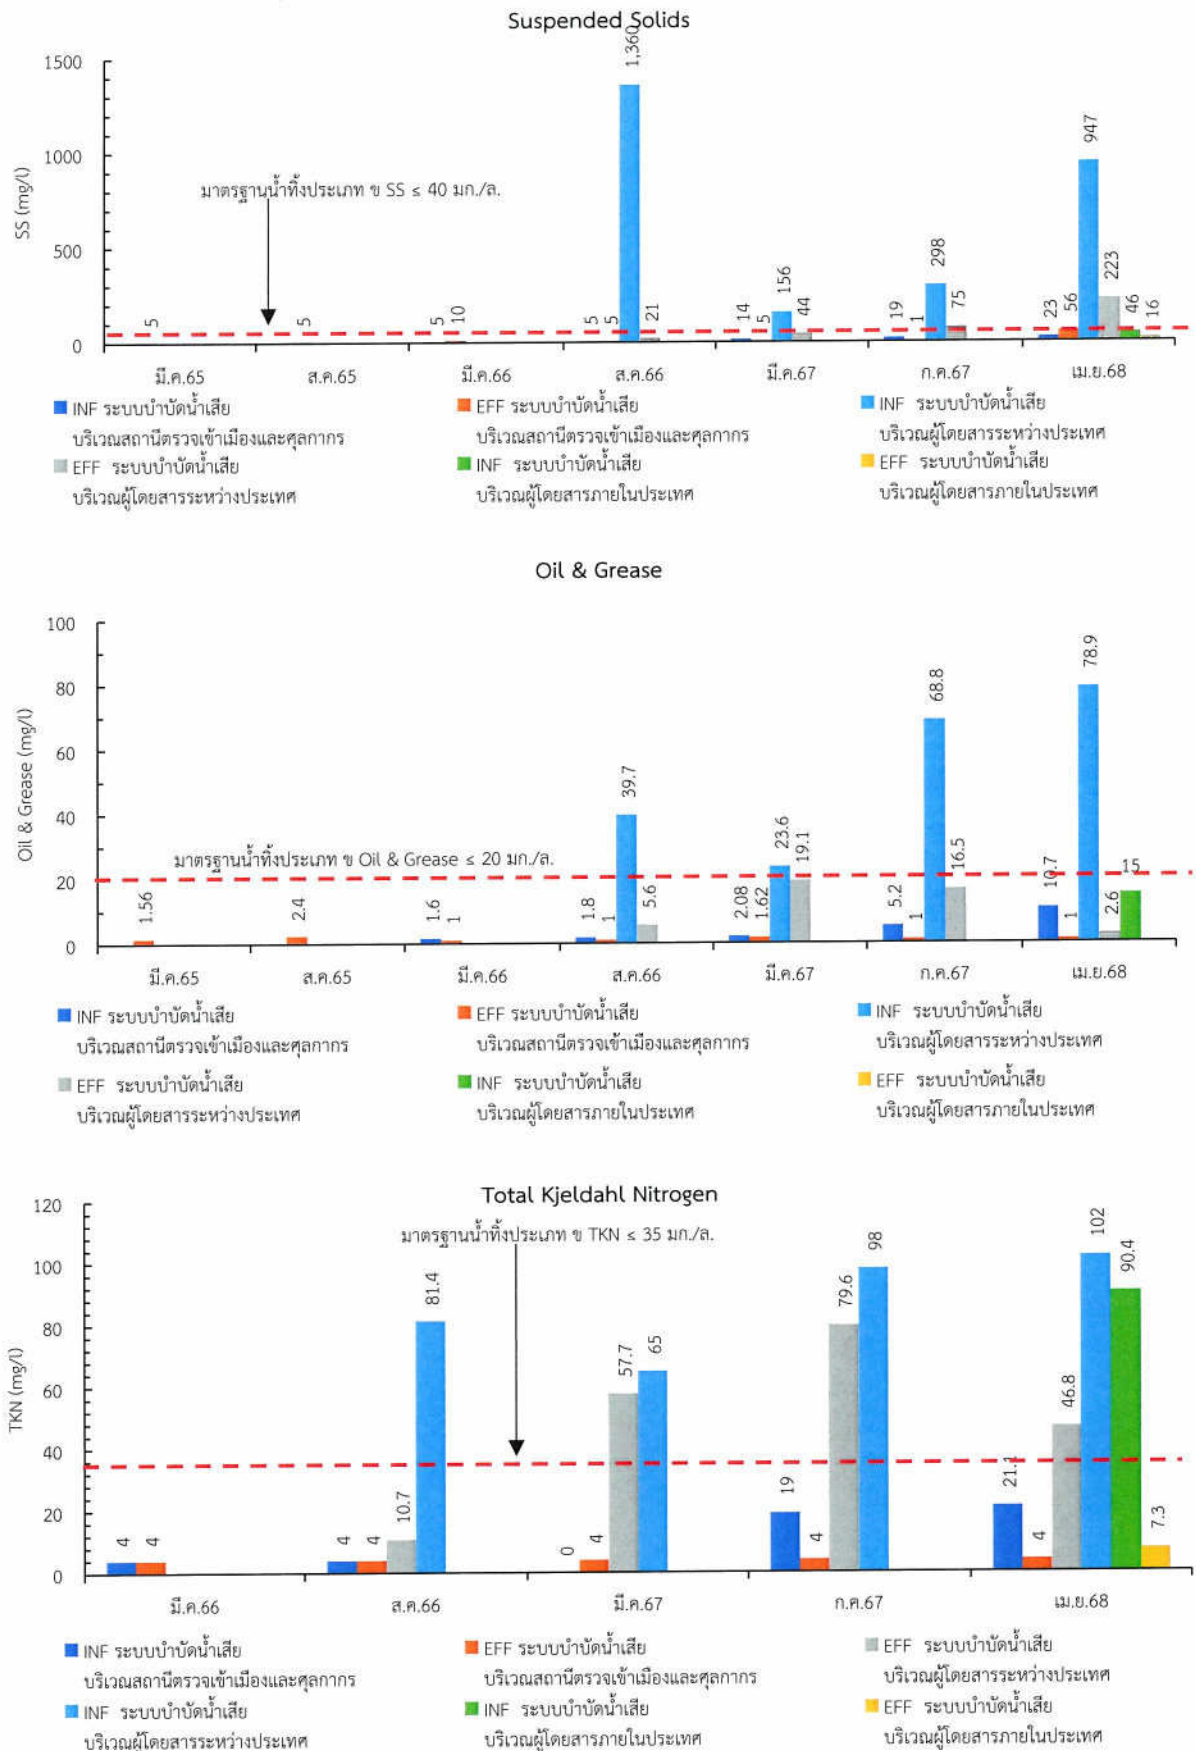 Suspended Solids
SS (mg/l)
1500
1000
500
0
มาตรฐานน้ำทิ้งประเภท ข SS ≤ 40 มก./ล.
5
5
5 10
5 5 1,360 21
14 5 156 44
19 1 298 75
23 56 947 223 46 16
มี.ค.65 ส.ค.65 มี.ค.66 ส.ค.66 มี.ค.67 ก.ค.67 เม.ย.68
INF ระบบบำบัดน้ำเสีย
บริเวณสถานีตรวจเข้าเมืองและศุลกากร
EFF ระบบบำบัดน้ำเสีย
บริเวณสถานีตรวจเข้าเมืองและศุลกากร
INF ระบบบำบัดน้ำเสีย
บริเวณผู้โดยสารระหว่างประเทศ
EFF ระบบบำบัดน้ำเสีย
บริเวณผู้โดยสารระหว่างประเทศ
INF ระบบบำบัดน้ำเสีย
บริเวณผู้โดยสารภายในประเทศ
EFF ระบบบำบัดน้ำเสีย
บริเวณผู้โดยสารภายในประเทศ
Oil & Grease
Oil & Grease (mg/l)
100
80
60
40
20
0
มาตรฐานน้ำทิ้งประเภท ข Oil & Grease ≤ 20 มก./ล.
1.56
2.4
1.6 1
1.8 1 39.7 5.6
2.08 1.62 23.6 19.1
5.2 1 68.8 16.5
10.7 1 78.9 2.6 15
มี.ค.65 ส.ค.65 มี.ค.66 ส.ค.66 มี.ค.67 ก.ค.67 เม.ย.68
INF ระบบบำบัดน้ำเสีย
บริเวณสถานีตรวจเข้าเมืองและศุลกากร
EFF ระบบบำบัดน้ำเสีย
บริเวณสถานีตรวจเข้าเมืองและศุลกากร
INF ระบบบำบัดน้ำเสีย
บริเวณผู้โดยสารระหว่างประเทศ
EFF ระบบบำบัดน้ำเสีย
บริเวณผู้โดยสารระหว่างประเทศ
INF ระบบบำบัดน้ำเสีย
บริเวณผู้โดยสารภายในประเทศ
EFF ระบบบำบัดน้ำเสีย
บริเวณผู้โดยสารภายในประเทศ
Total Kjeldahl Nitrogen
TKN (mg/l)
120
100
80
60
40
20
0
มาตรฐานน้ำทิ้งประเภท ข TKN ≤ 35 มก./ล.
4 4
4 4 10.7 81.4
0 4 57.7 65
19 4 79.6 98
21.1 4 46.8 102 90.4 7.3
มี.ค.66 ส.ค.66 มี.ค.67 ก.ค.67 เม.ย.68
INF ระบบบำบัดน้ำเสีย
บริเวณสถานีตรวจเข้าเมืองและศุลกากร
EFF ระบบบำบัดน้ำเสีย
บริเวณสถานีตรวจเข้าเมืองและศุลกากร
EFF ระบบบำบัดน้ำเสีย
บริเวณผู้โดยสารระหว่างประเทศ
INF ระบบบำบัดน้ำเสีย
บริเวณผู้โดยสารระหว่างประเทศ
INF ระบบบำบัดน้ำเสีย
บริเวณผู้โดยสารภายในประเทศ
EFF ระบบบำบัดน้ำเสีย
บริเวณผู้โดยสารภายในประเทศ